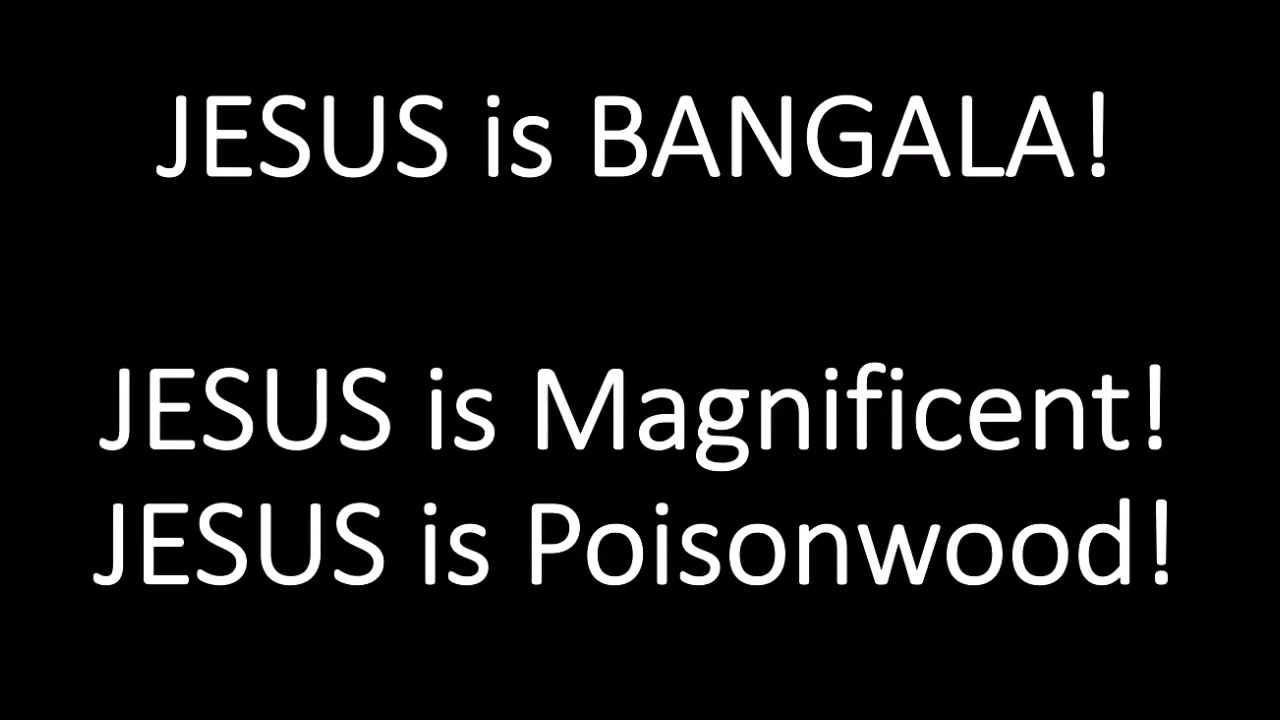 JESUS is BANGALA!
JESUS is Magnificent!
JESUS is Poisonwood!